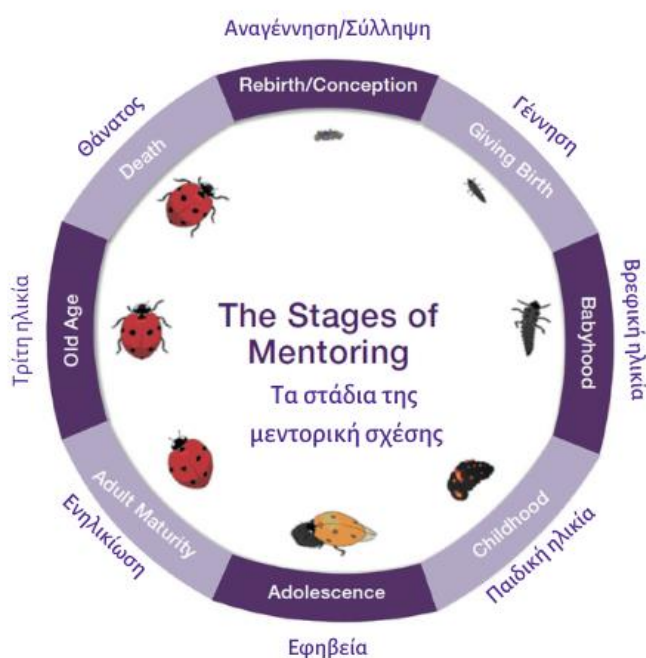 Αναγέννηση/Σύλληψη
Rebirth/Conception
Γέννηση
Giving Birth
Βρεφική ηλικία
Babyhood
Παιδική ηλικία
Childhood
Εφηβεία
Adolescence
Ενηλικίωση
Adult Maturity
Τρίτη ηλικία
Old Age
Θάνατος
Death
The Stages of
Mentoring
Τα στάδια της
μεντορική σχέσης